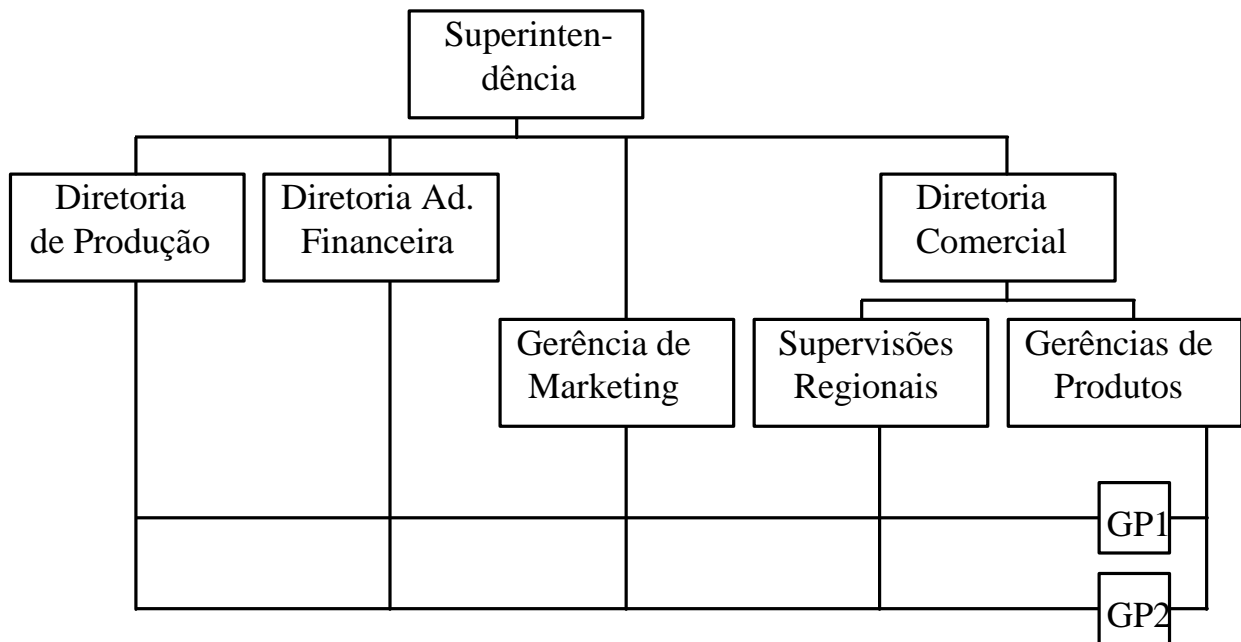 Superinten-
dência
Diretoria
de Produção
Diretoria Ad.
Financeira
Diretoria
Comercial
Gerência de
Marketing
Supervisões
Regionais
Gerências de
Produtos
GP1
GP2